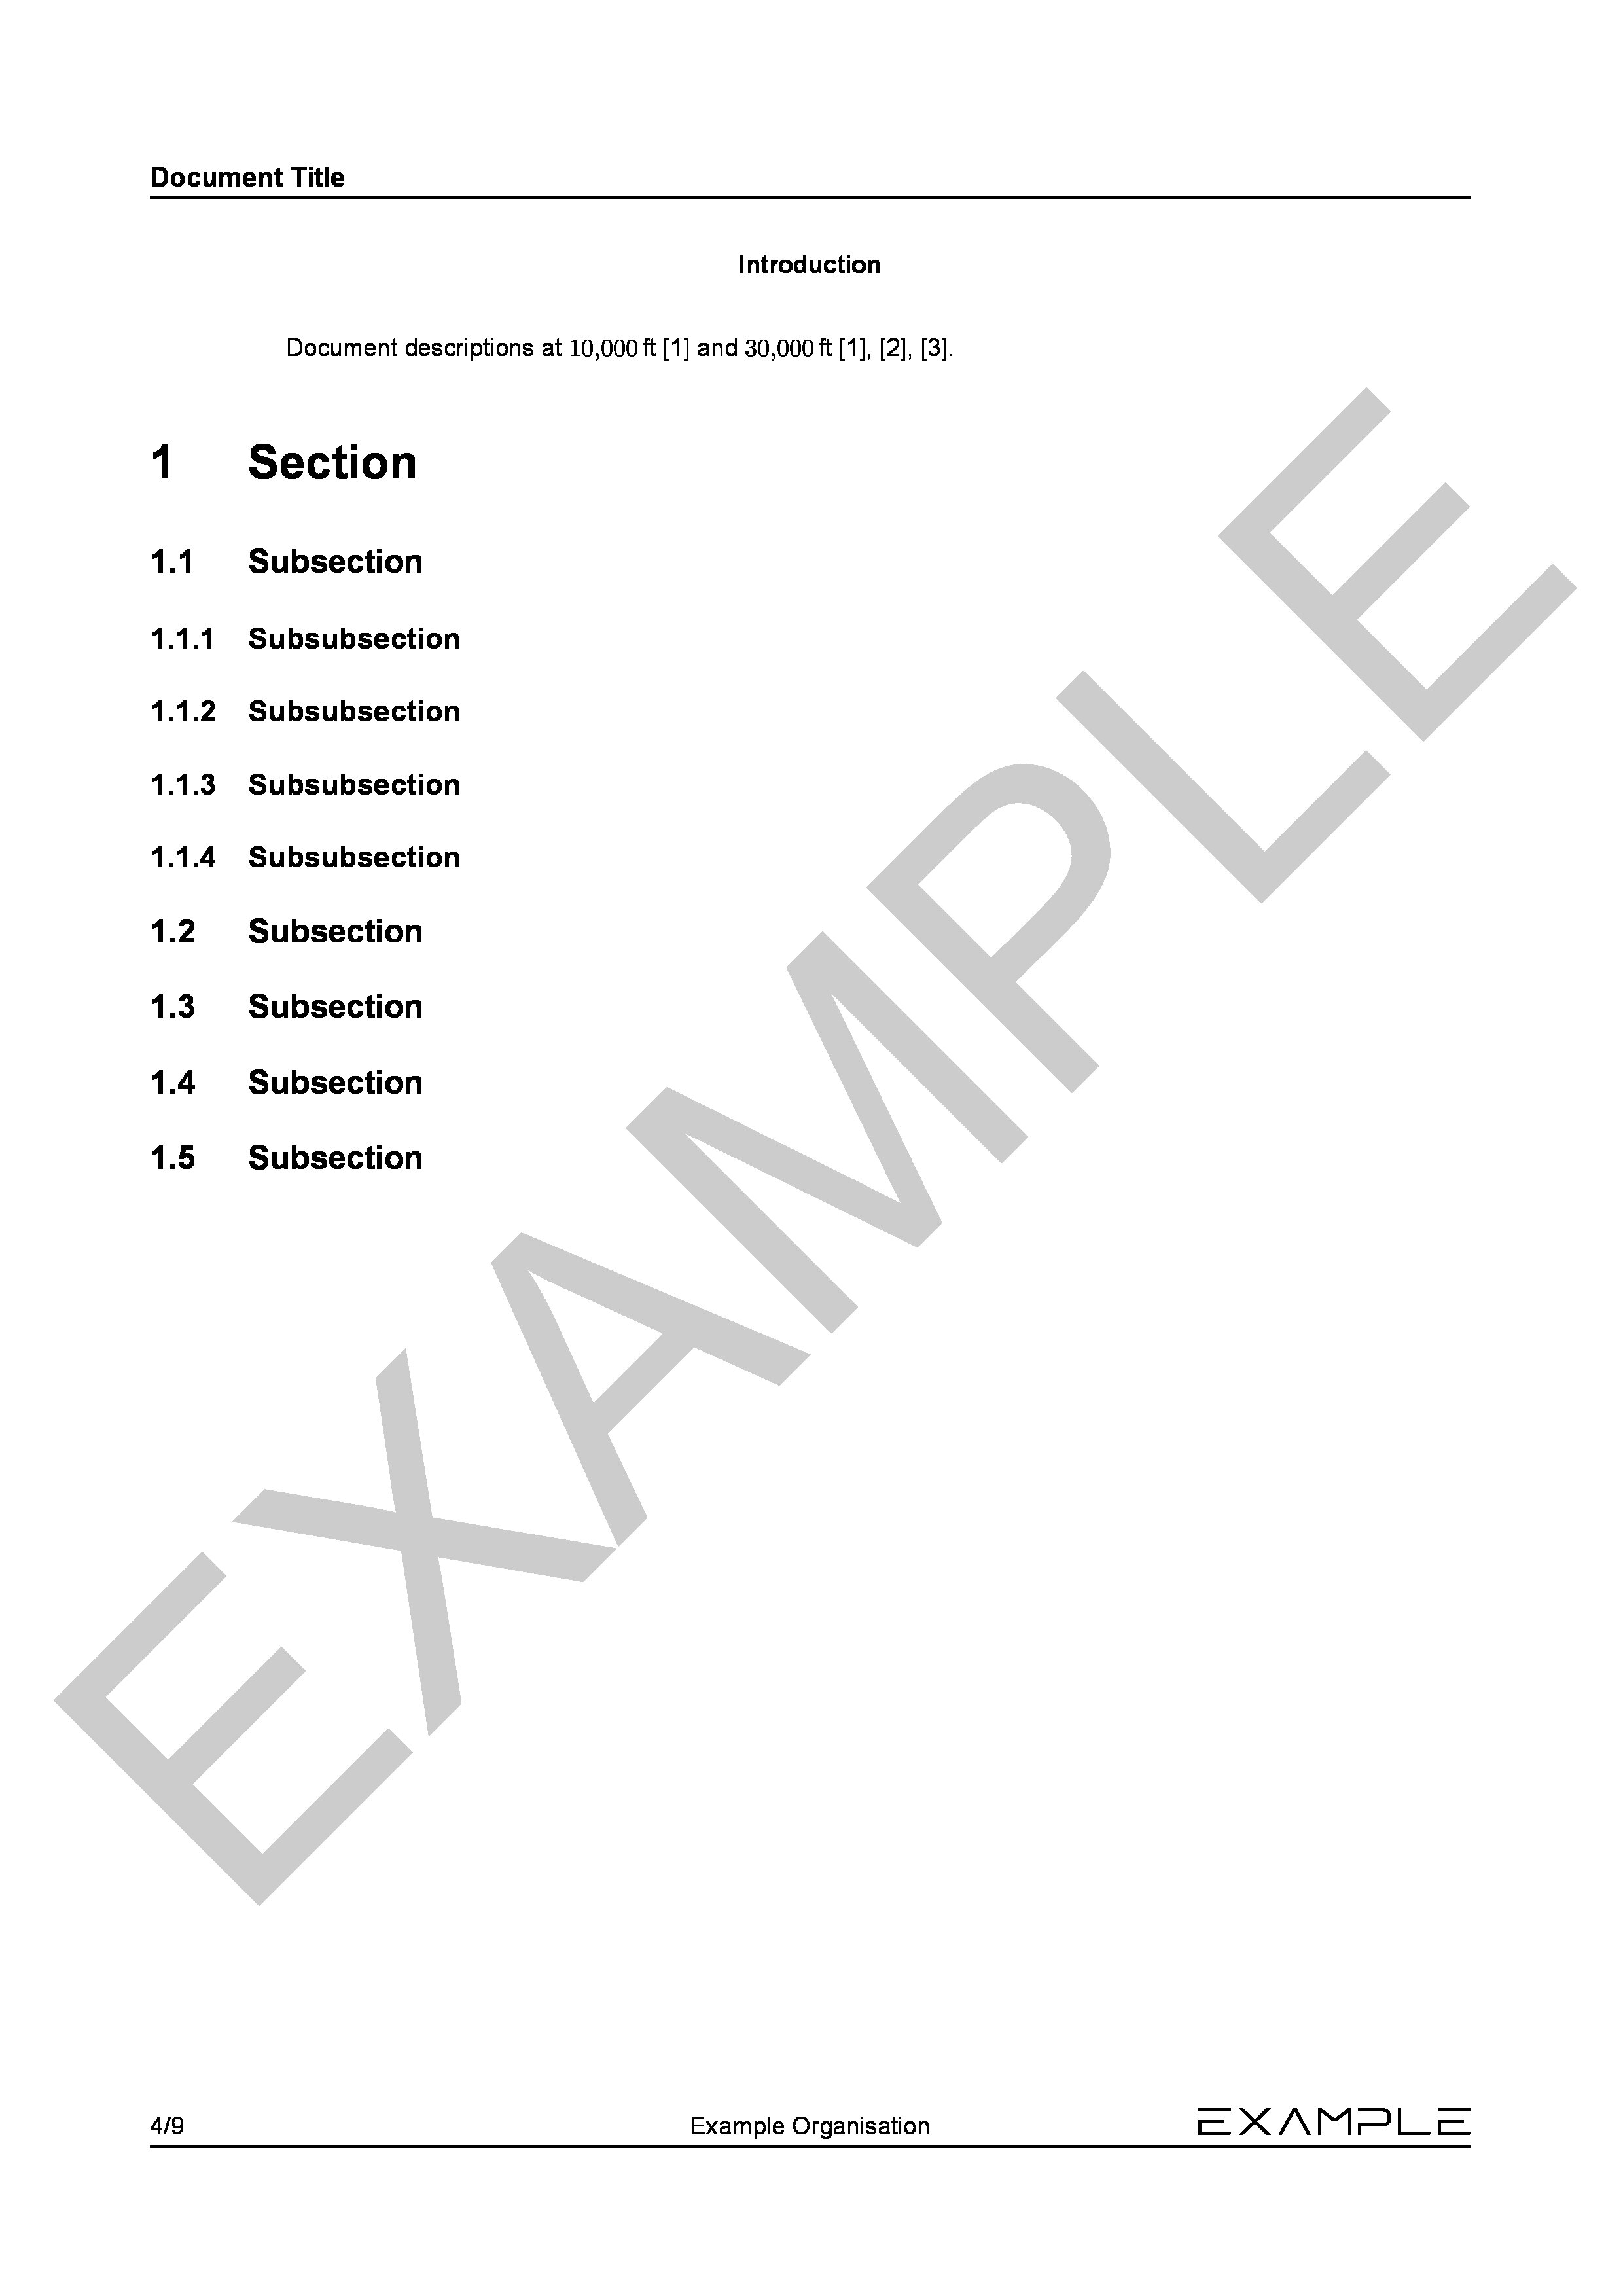 Document Title
Introduction
Document descriptions at 10,000 ft [1] and 30,000 ft [1], [2], [3].
1 Section
1.1 Subsection
1.1.1 Subsubsection
1.1.2 Subsubsection
1.1.3 Subsubsection
1.1.4 Subsubsection
1.2 Subsection
1.3 Subsection
1.4 Subsection
1.5 Subsection
EXAMPLE
4/9 Example Organisation EXAMPLE